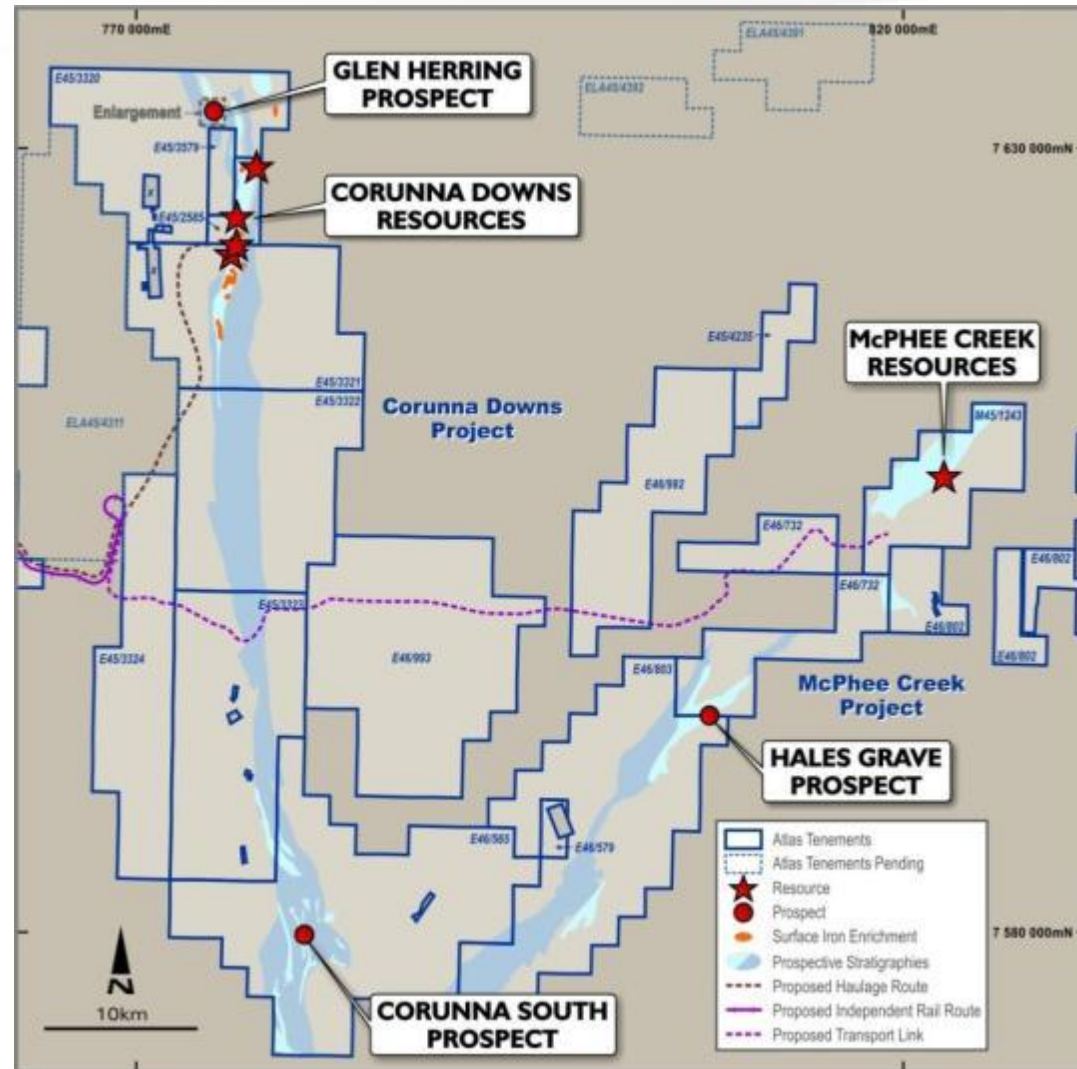 770 000mE
820 000mE
ELA45/4391
E45/3320
GLEN HERRING
PROSPECT
ELA45/4392
Enlargement
E45/3579
7 630 000mN
CORUNNA DOWNS
RESOURCES
E45/2585
E45/4235
McPHEE CREEK
RESOURCES
E45/3321
E45/3322
Corunna Downs
Project
M45/1243
ELA45/4311
E46/992
E46/732
E46/802
E46/732
E45/3323
E46/802
E45/3324
E46/993
E46/803
E46/802
McPhee Creek
Project
HALES GRAVE
PROSPECT
E46/565
E46/579
Atlas Tenements
Atlas Tenements Pending
Resource
Prospect
Surface Iron Enrichment
Prospective Stratigraphies
Proposed Haulage Route
Proposed Independent Rail Route
Proposed Transport Link
7 580 000mN
N
10km
CORUNNA SOUTH
PROSPECT